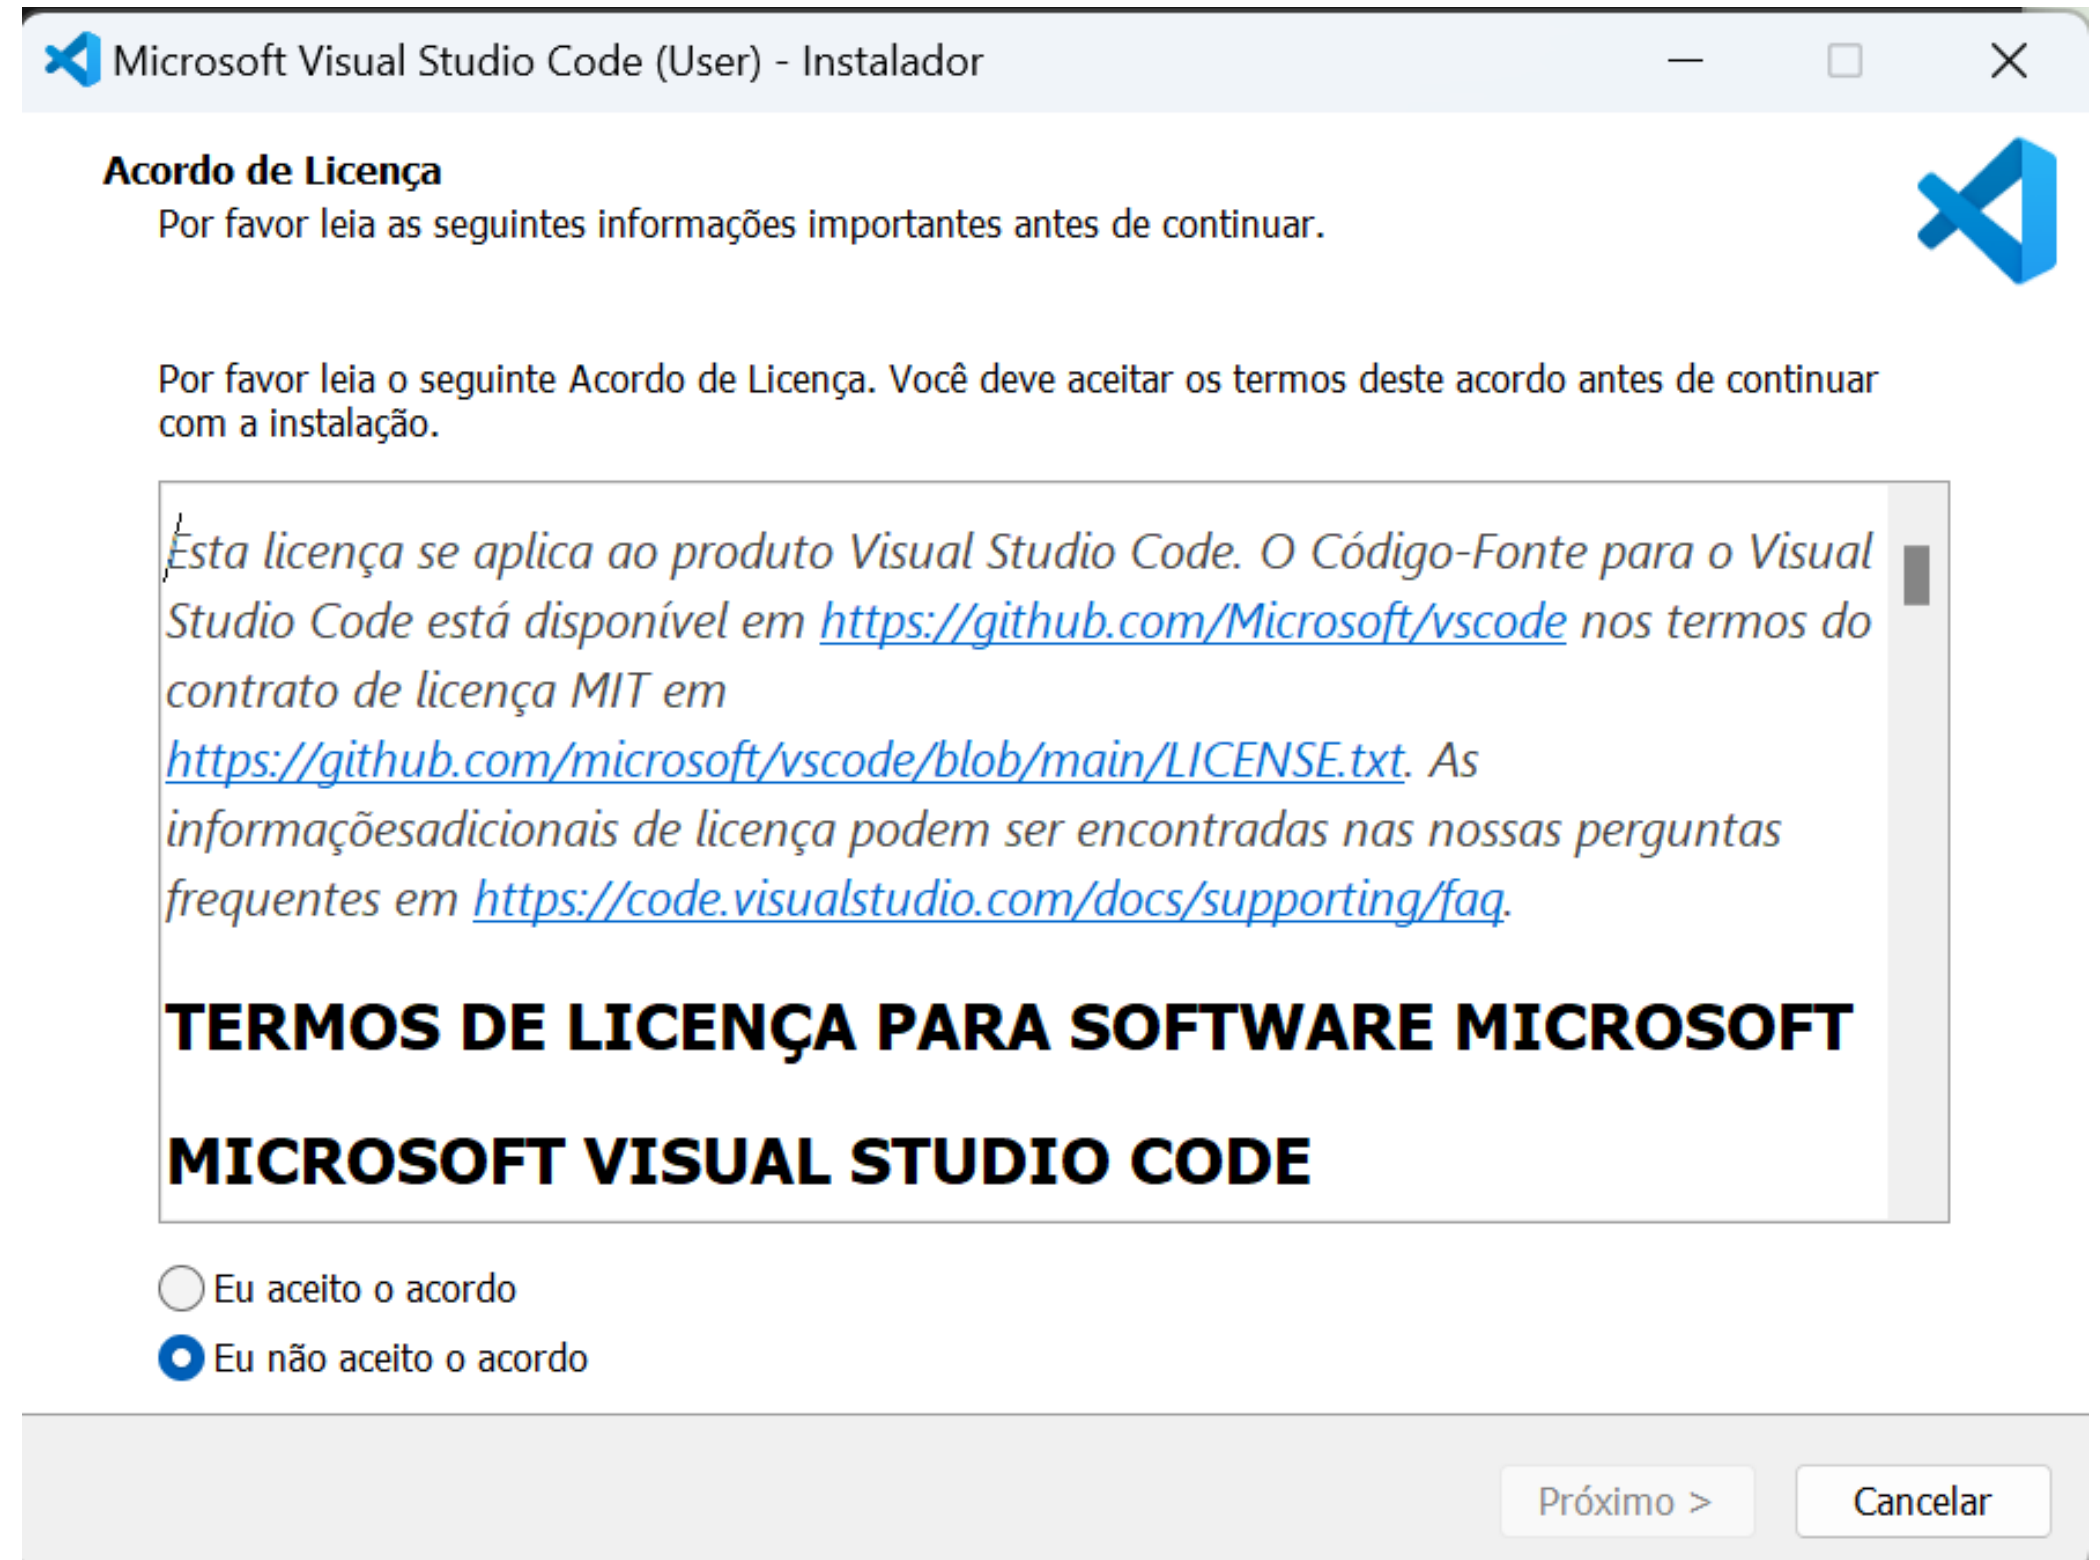 Microsoft Visual Studio Code (User) - Instalador
Acordo de Licença
Por favor leia as seguintes informações importantes antes de continuar.
Por favor leia o seguinte Acordo de Licença. Você deve aceitar os termos deste acordo antes de continuar
com a instalação.
Esta licença se aplica ao produto Visual Studio Code. O Código-Fonte para o Visual
Studio Code está disponível em https://github.com/Microsoft/vscode nos termos do
contrato de licença MIT em
https://github.com/microsoft/vscode/blob/main/LICENSE.txt. As
informaçõesadicionais de licença podem ser encontradas nas nossas perguntas
frequentes em https://code.visualstudio.com/docs/supporting/faq.
TERMOS DE LICENÇA PARA SOFTWARE MICROSOFT
MICROSOFT VISUAL STUDIO CODE
Eu aceito o acordo
Eu não aceito o acordo
Próximo > Cancelar